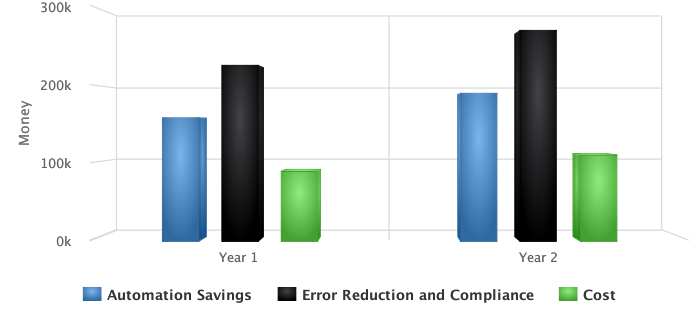 300k
200k
100k
0k
Money
Year 1
Year 2
Automation Savings
Error Reduction and Compliance
Cost